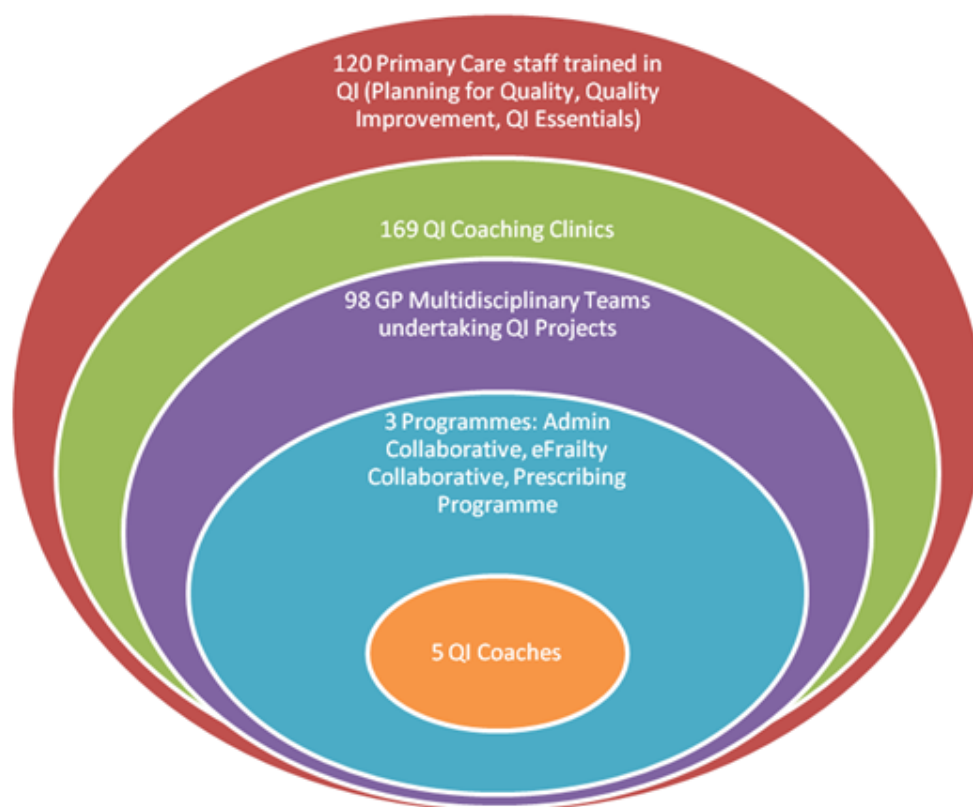 120 Primary Care staff trained in
QI (Planning for Quality, Quality
Improvement, QI Essentials)
169 QI Coaching Clinics
98 GP Multidisciplinary Teams
undertaking QI Projects
3 Programmes: Admin
Collaborative, eFrailty
Collaborative, Prescribing
Programme
5 QI Coaches